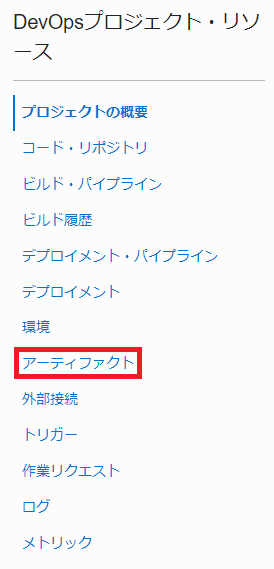 DevOpsプロジェクト・リソ
ース
プロジェクトの概要
コード・リポジトリ
ビルド・パイプライン
ビルド履歴
デプロイメント・パイプライン
デプロイメント
環境
アーティファクト
外部接続
トリガー
作業リクエスト
ログ
メトリック